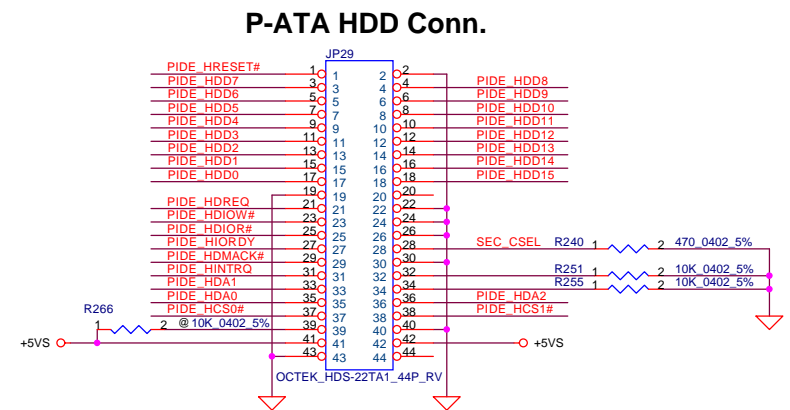 P-ATA HDD Conn.
JP29
PIDE_HRESET# 1 1 2 2
PIDE_HDD7 3 3 4 4 PIDE_HDD8
PIDE_HDD6 5 5 6 6 PIDE_HDD9
PIDE_HDD5 7 7 8 8 PIDE_HDD10
PIDE_HDD4 9 9 10 10 PIDE_HDD11
PIDE_HDD3 11 11 12 12 PIDE_HDD12
PIDE_HDD2 13 13 14 14 PIDE_HDD13
PIDE_HDD1 15 15 16 16 PIDE_HDD14
PIDE_HDD0 17 17 18 18 PIDE_HDD15
19 19 20 20
PIDE_HDREQ 21 21 22 22
PIDE_HDIOW# 23 23 24 24
PIDE_HDIOR# 25 25 26 26
PIDE_HIORDY 27 27 28 28 SEC_CSEL R240 1 2 470_0402_5%
PIDE_HDMACK# 29 29 30 30
PIDE_HINTRQ 31 31 32 32 R251 1 2 10K_0402_5%
PIDE_HDA1 33 33 34 34 R255 1 2 10K_0402_5%
PIDE_HDA0 35 35 36 36 PIDE_HDA2
PIDE_HCS0# 37 37 38 38 PIDE_HCS1#
R266 1 2 @10K_0402_5% 39 39 40 40
+5VS 41 41 42 42 +5VS
43 43 44 44
OCTEK_HDS-22TA1_44P_RV